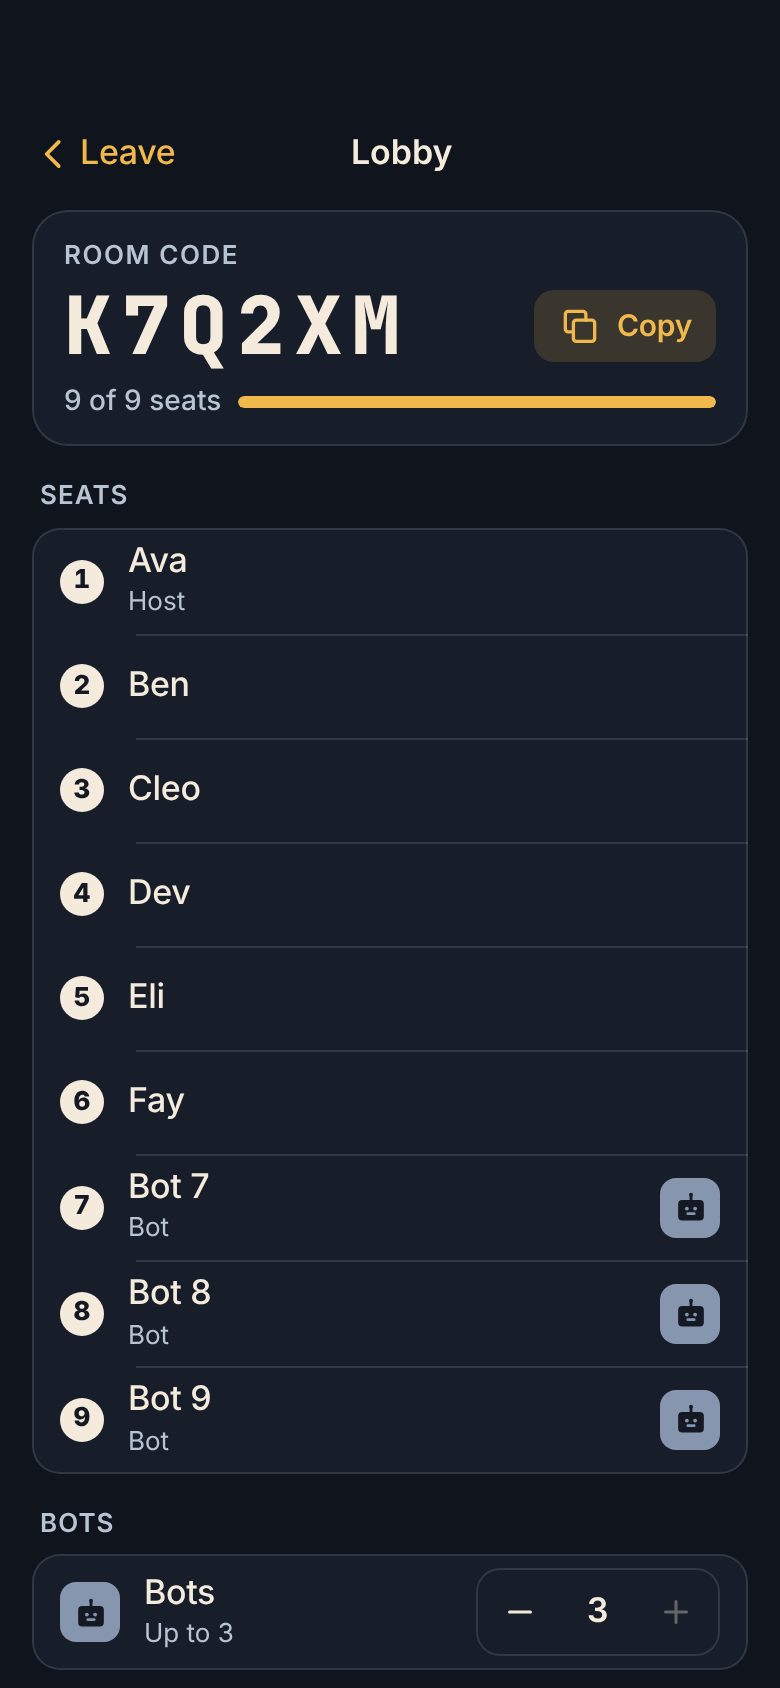 Leave
Lobby
ROOM CODE
K7Q2XM
Copy
9 of 9 seats
SEATS
1 Ava
Host
2 Ben
3 Cleo
4 Dev
5 Eli
6 Fay
7 Bot 7
Bot
8 Bot 8
Bot
9 Bot 9
Bot
BOTS
Bots
Up to 3
− 3 +